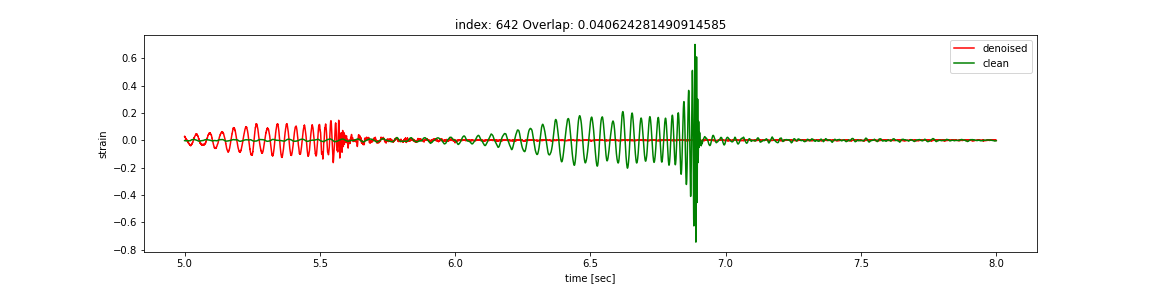 index: 642 Overlap: 0.040624281490914585
denoised
clean
0.6
0.4
0.2
0.0
−0.2
−0.4
−0.6
−0.8
strain
5.0 5.5 6.0 6.5 7.0 7.5 8.0
time [sec]